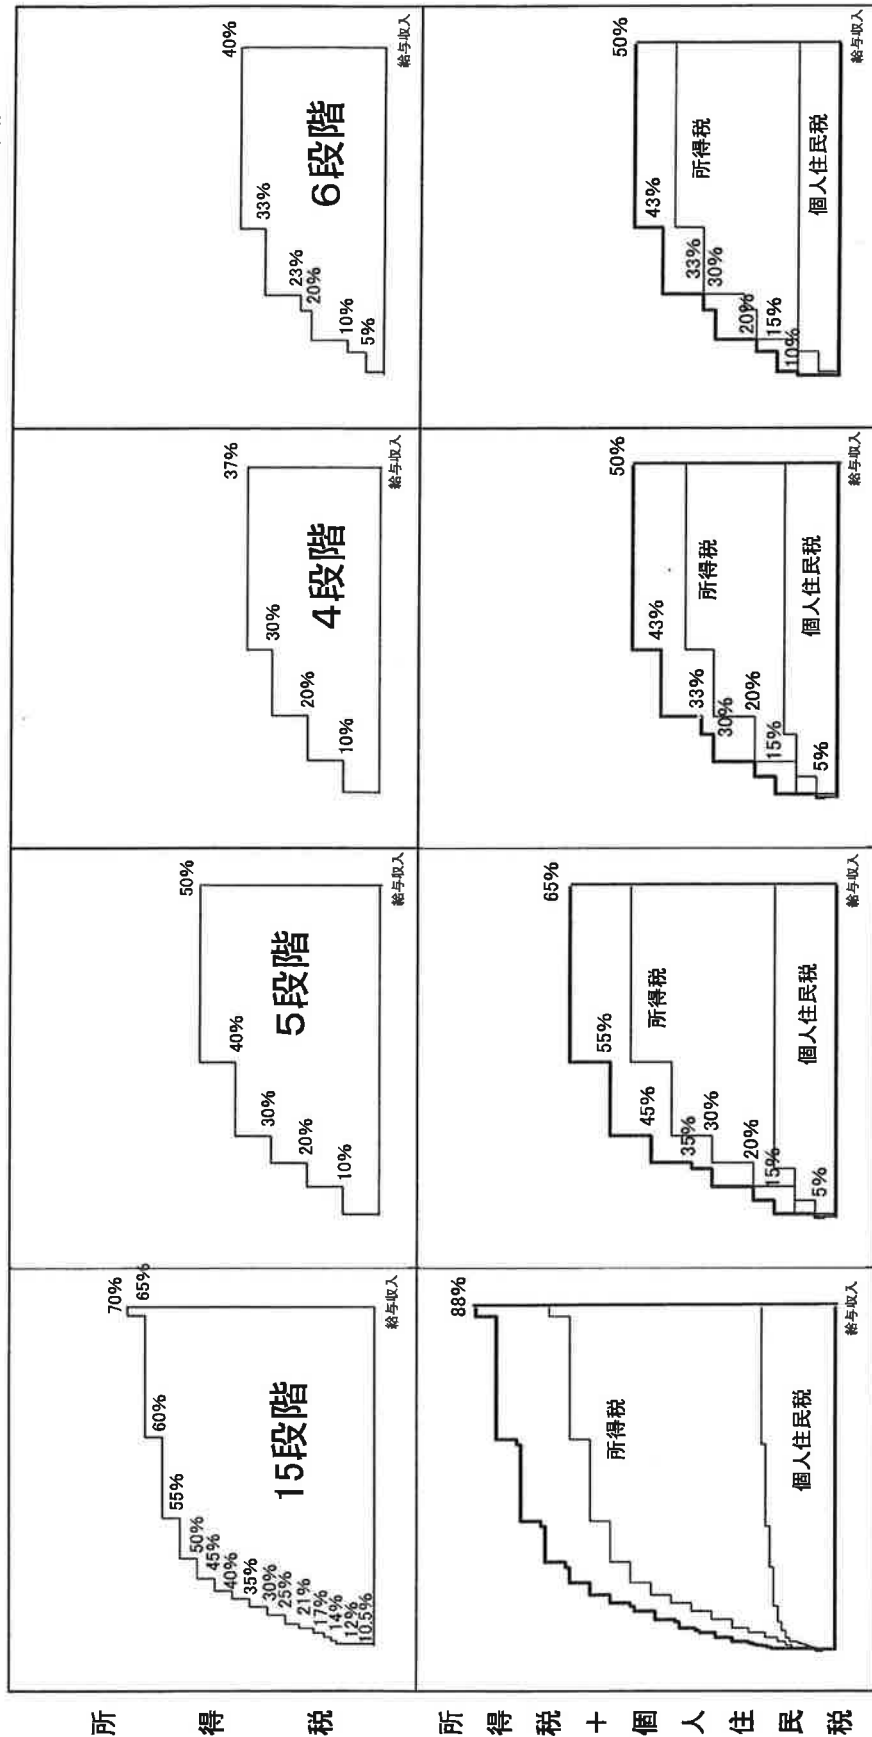 所得税
70%
65%
60%
55%
50%
45%
40%
35%
30%
25%
21%
17%
14%
12%
10.5%
15段階
給与収入
50%
40%
30%
20%
10%
5段階
給与収入
37%
30%
20%
10%
4段階
給与収入
40%
33%
23%
20%
10%
5%
6段階
給与収入
所得税+個人住民税
88%
所得税
個人住民税
給与収入
65%
55%
45%
35%
30%
20%
15%
5%
所得税
個人住民税
給与収入
50%
43%
33%
30%
20%
15%
5%
所得税
個人住民税
給与収入
50%
43%
33%
30%
20%
15%
10%
所得税
個人住民税
給与収入